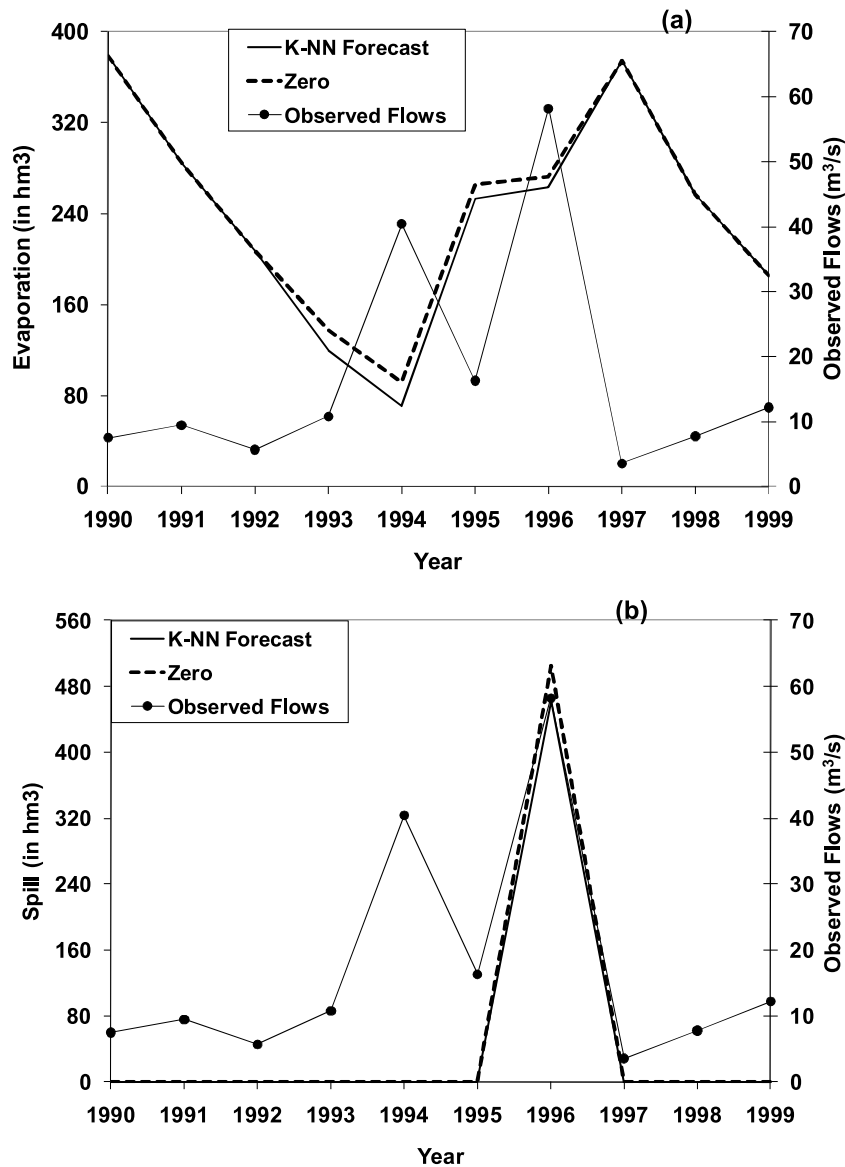 (a)
K-NN Forecast
Zero
Observed Flows
400
320
240
160
80
0
Evaporation (in hm3)
70
60
50
40
30
20
10
0
Observed Flows (m³/s)
1990 1991 1992 1993 1994 1995 1996 1997 1998 1999
Year
(b)
K-NN Forecast
Zero
Observed Flows
560
480
400
320
240
160
80
0
Spill (in hm3)
70
60
50
40
30
20
10
0
Observed Flows (m³/s)
1990 1991 1992 1993 1994 1995 1996 1997 1998 1999
Year